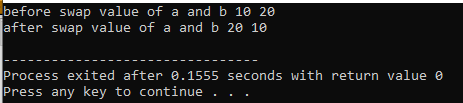 before swap value of a and b 10 20
after swap value of a and b 20 10
--------------------------------
Process exited after 0.1555 seconds with return value 0
Press any key to continue . . .